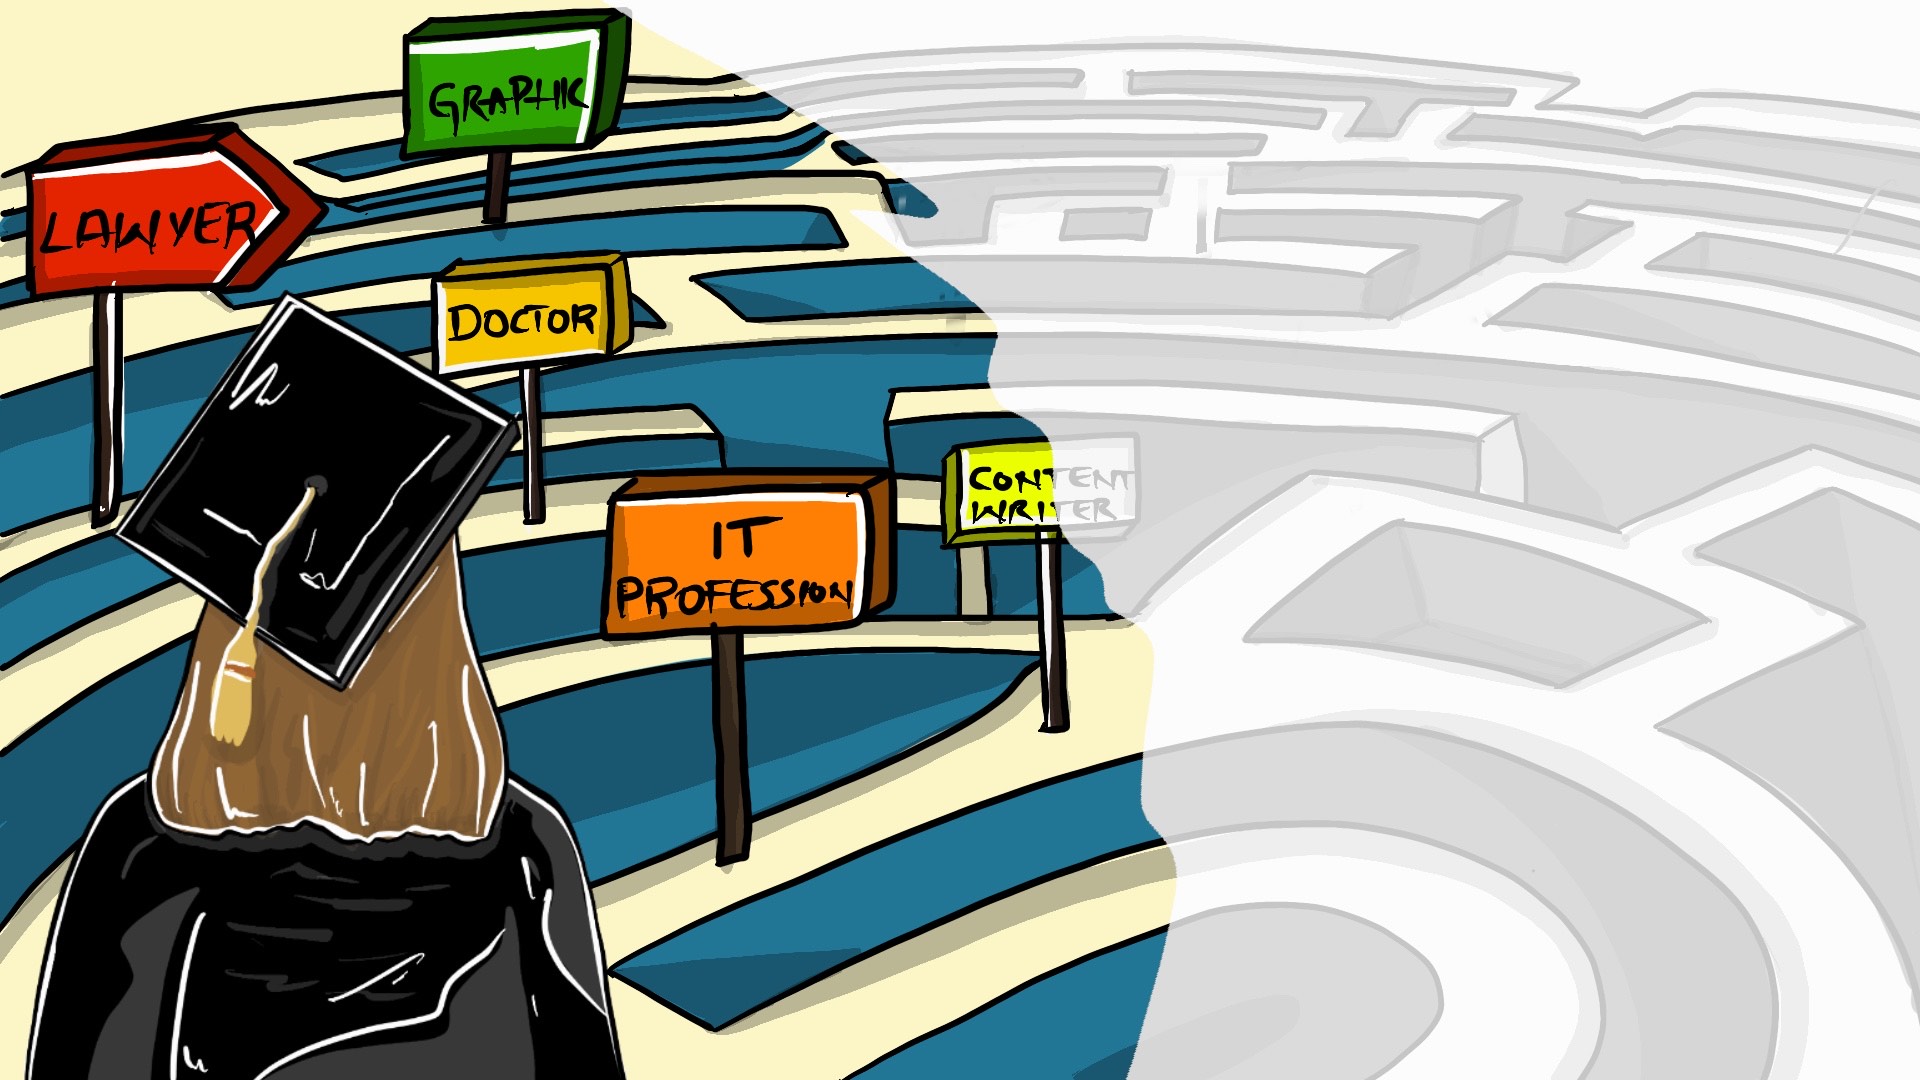 GRAPHIC
LAWYER
DOCTOR
IT
PROFESSION
CONTENT
WRITER